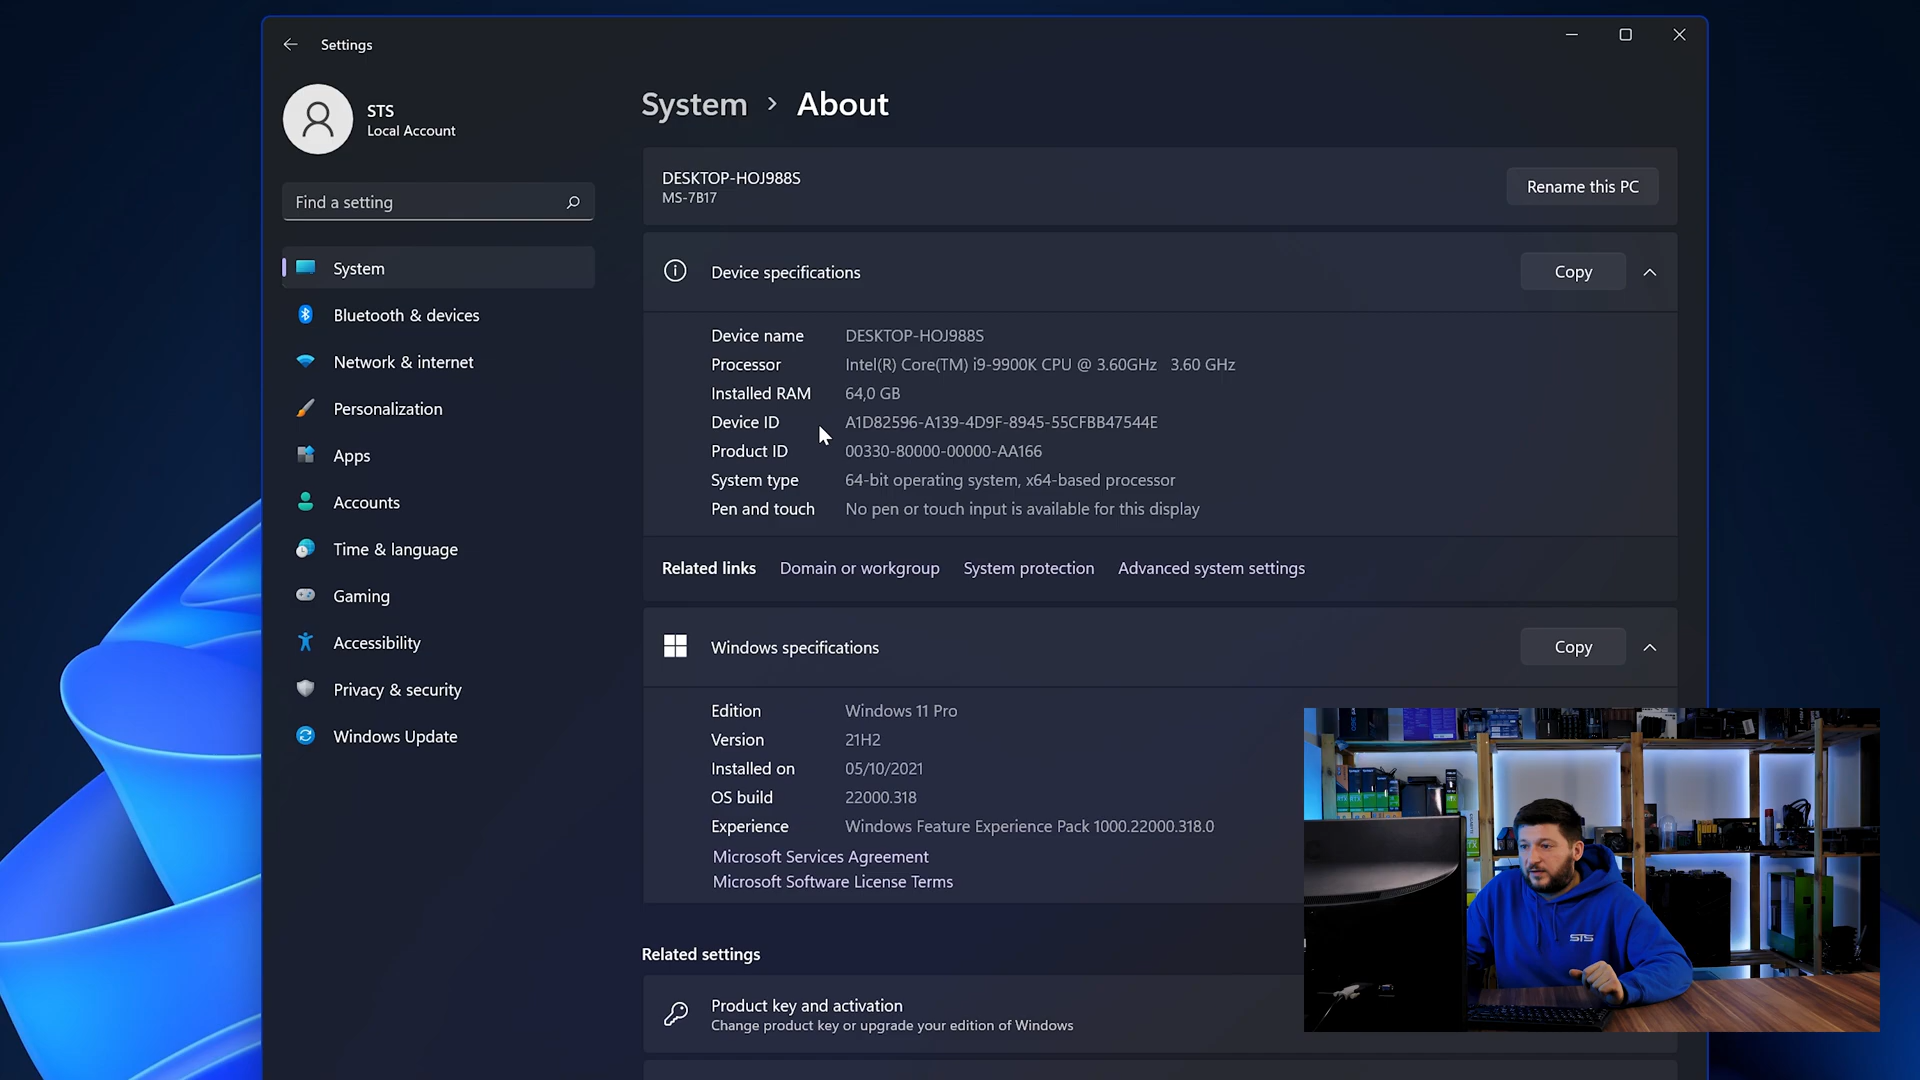 Settings
STS
Local Account
Find a setting
System
Bluetooth & devices
Network & internet
Personalization
Apps
Accounts
Time & language
Gaming
Accessibility
Privacy & security
Windows Update
System > About
DESKTOP-HOJ988S
MS-7B17
Rename this PC
Device specifications
Copy
Device name DESKTOP-HOJ988S
Processor Intel(R) Core(TM) i9-9900K CPU @ 3.60GHz 3.60 GHz
Installed RAM 64,0 GB
Device ID A1D82596-A139-4D9F-8945-55CFBB47544E
Product ID 00330-80000-00000-AA166
System type 64-bit operating system, x64-based processor
Pen and touch No pen or touch input is available for this display
Related links Domain or workgroup System protection Advanced system settings
Windows specifications
Copy
Edition Windows 11 Pro
Version 21H2
Installed on 05/10/2021
OS build 22000.318
Experience Windows Feature Experience Pack 1000.22000.318.0
Microsoft Services Agreement
Microsoft Software License Terms
Related settings
Product key and activation
Change product key or upgrade your edition of Windows
STS